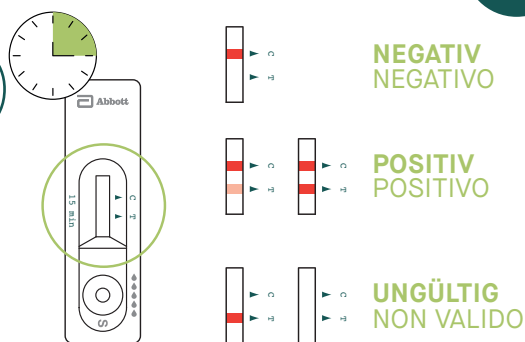 Abbott
15 min
C
T
S
C
T
NEGATIV
NEGATIVO
C
T
C
T
POSITIV
POSITIVO
C
T
C
T
UNGÜLTIG
NON VALIDO